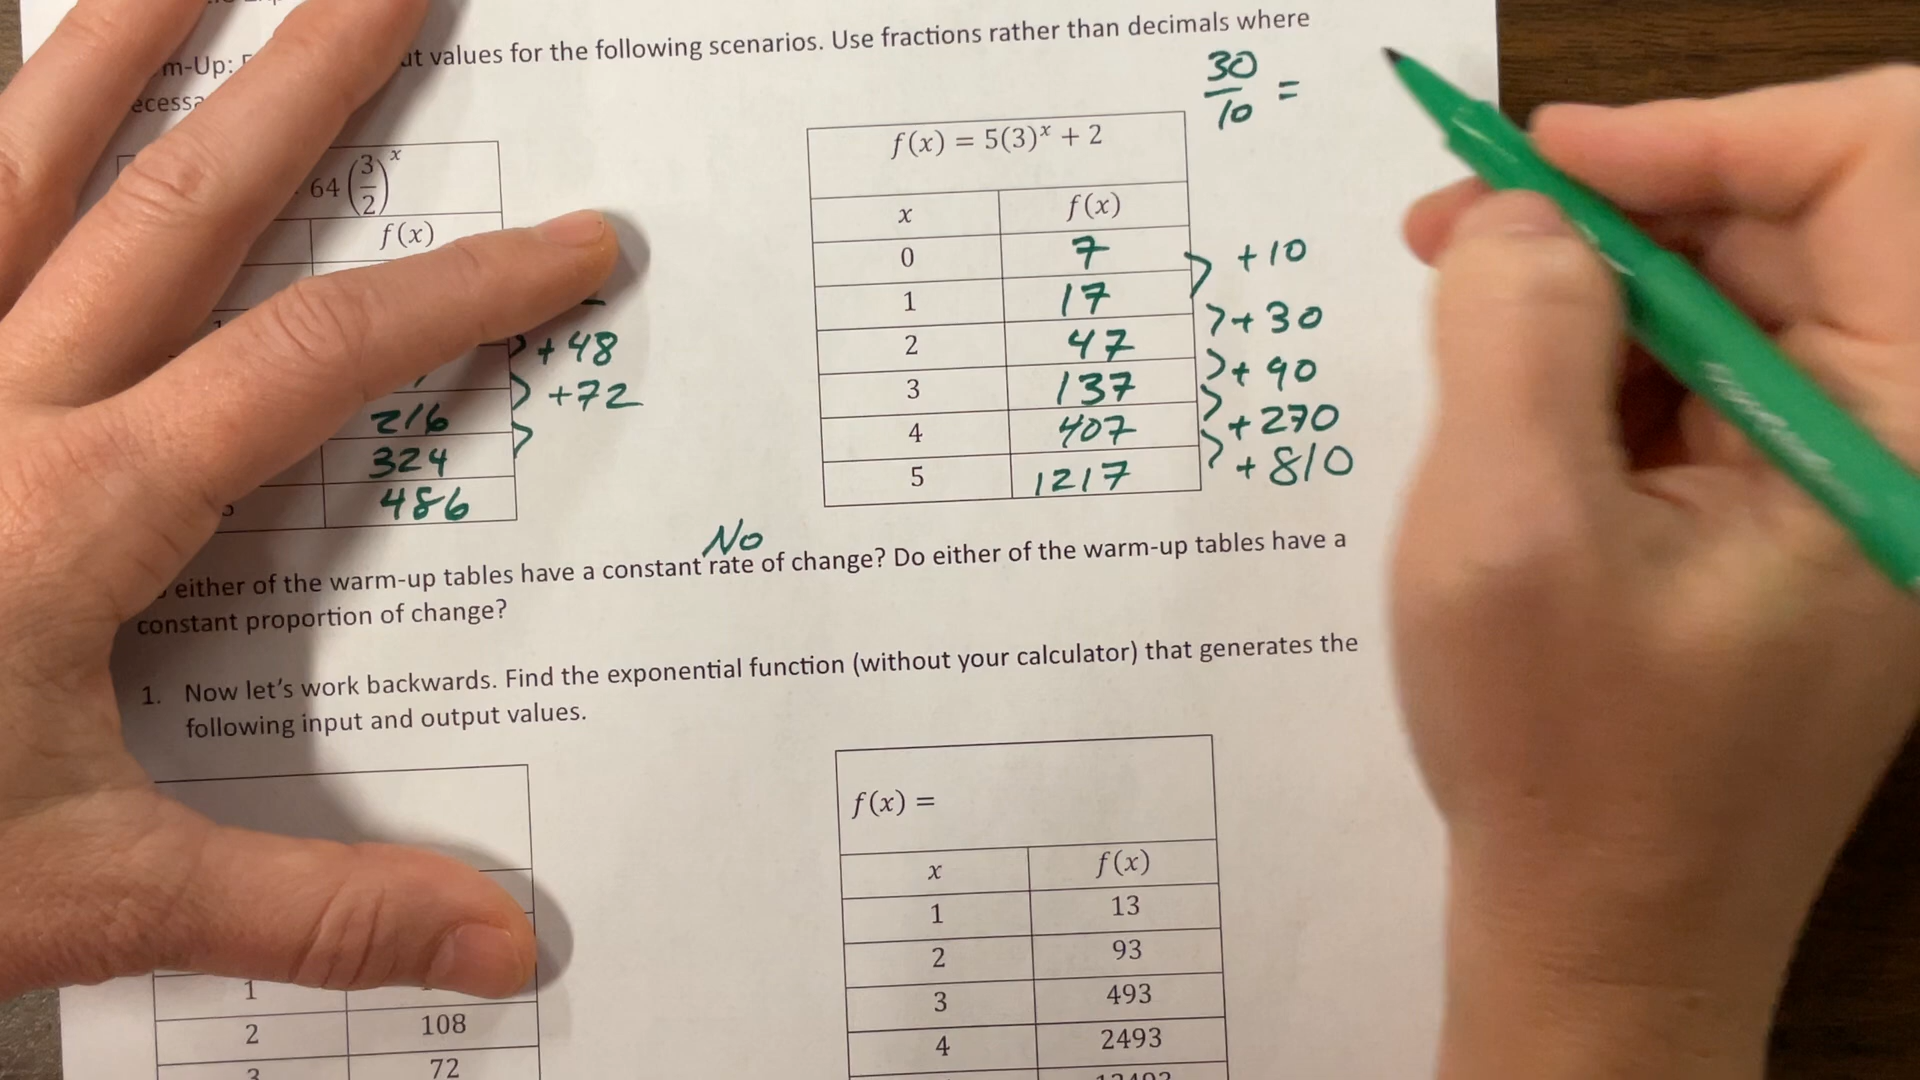 m-Up:
ut values for the following scenarios. Use fractions rather than decimals where
ecessa
30/10 =
64(3/2)^x
f(x)
+48
+72
216
324
486
f(x) = 5(3)^x + 2
x f(x)
0 7
1 17
2 47
3 137
4 407
5 1217
+10
+30
+90
+270
+810
No
either of the warm-up tables have a constant rate of change? Do either of the warm-up tables have a
constant proportion of change?
1. Now let's work backwards. Find the exponential function (without your calculator) that generates the
following input and output values.
1
2 108
3 72
f(x) =
x f(x)
1 13
2 93
3 493
4 2493